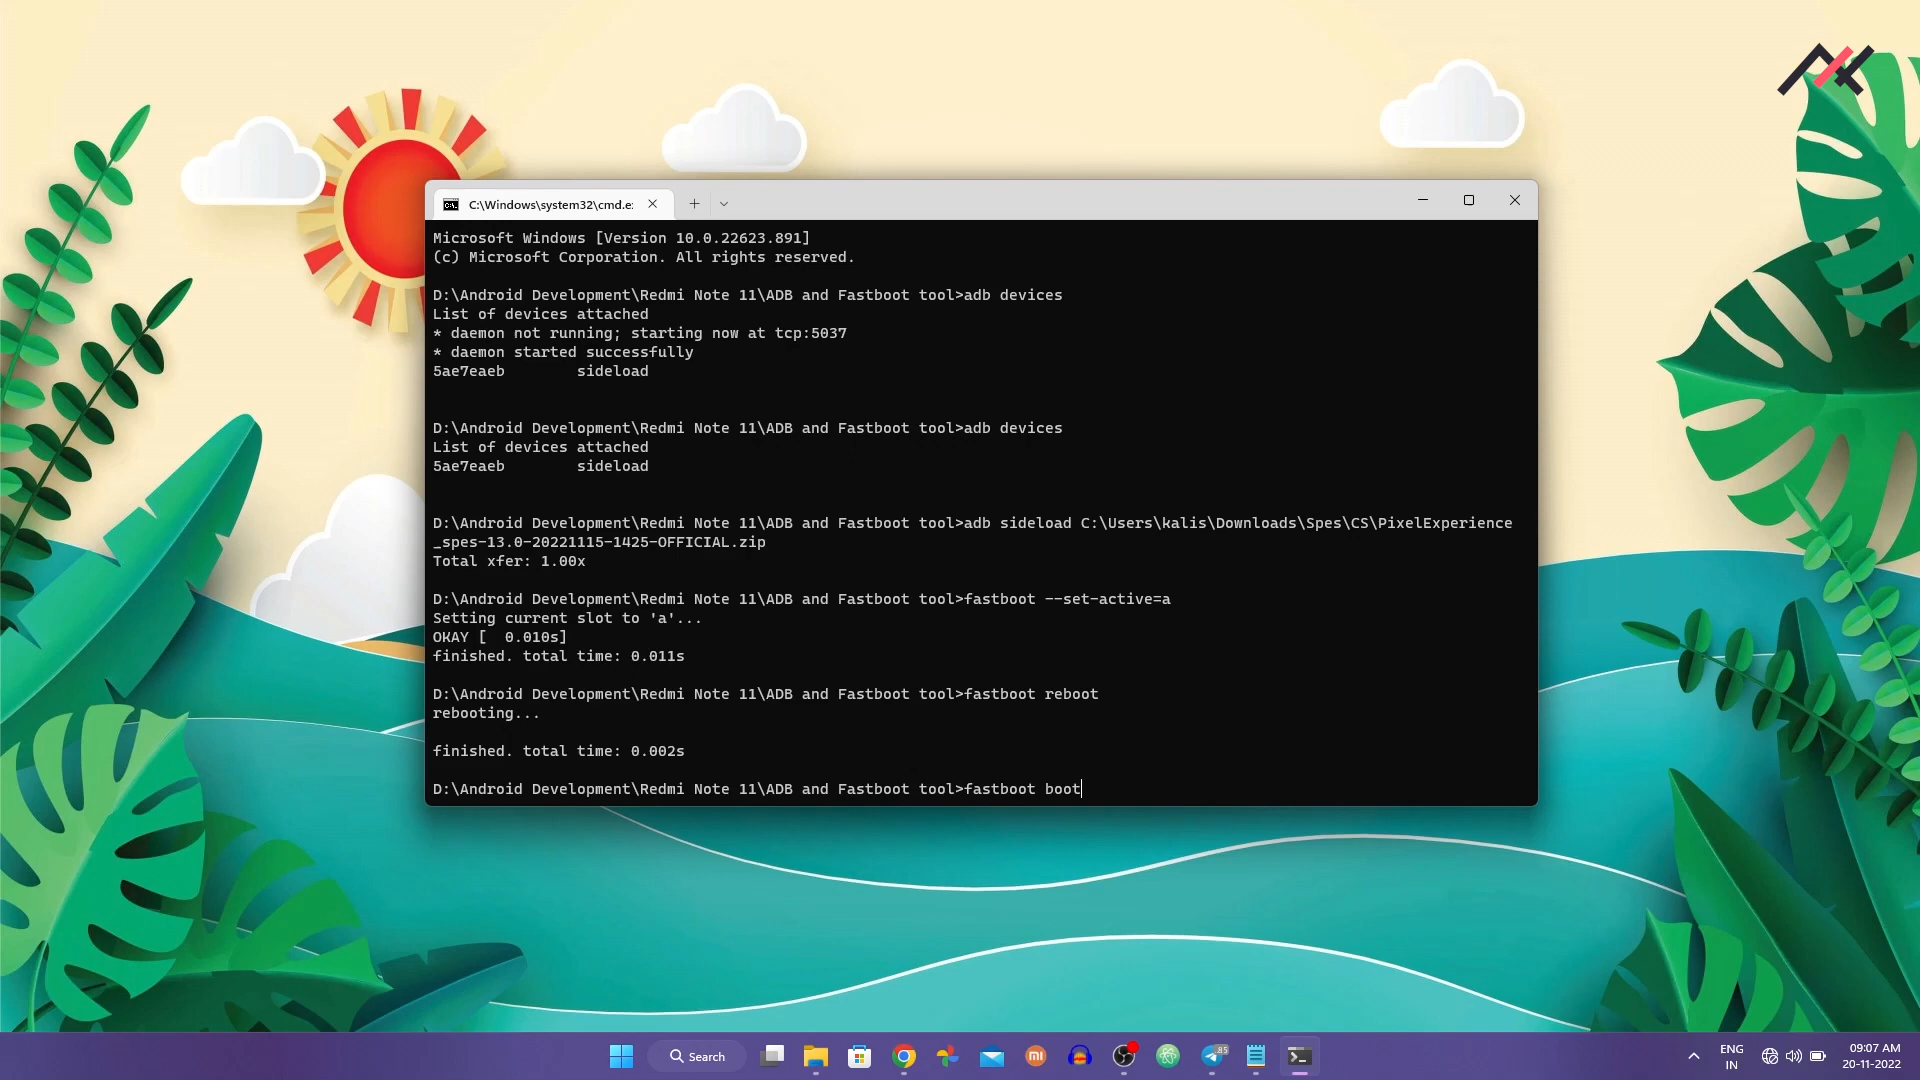 C:\Windows\system32\cmd.e:
Microsoft Windows [Version 10.0.22623.891]
(c) Microsoft Corporation. All rights reserved.
D:\Android Development\Redmi Note 11\ADB and Fastboot tool>adb devices
List of devices attached
* daemon not running; starting now at tcp:5037
* daemon started successfully
5ae7eaeb        sideload
D:\Android Development\Redmi Note 11\ADB and Fastboot tool>adb devices
List of devices attached
5ae7eaeb        sideload
D:\Android Development\Redmi Note 11\ADB and Fastboot tool>adb sideload C:\Users\kalis\Downloads\Spes\CS\PixelExperience
_spes-13.0-20221115-1425-OFFICIAL.zip
Total xfer: 1.00x
D:\Android Development\Redmi Note 11\ADB and Fastboot tool>fastboot --set-active=a
Setting current slot to 'a'...
OKAY [  0.010s]
finished. total time: 0.011s
D:\Android Development\Redmi Note 11\ADB and Fastboot tool>fastboot reboot
rebooting...
finished. total time: 0.002s
D:\Android Development\Redmi Note 11\ADB and Fastboot tool>fastboot boot
Search
85
ENG
IN
09:07 AM
20-11-2022